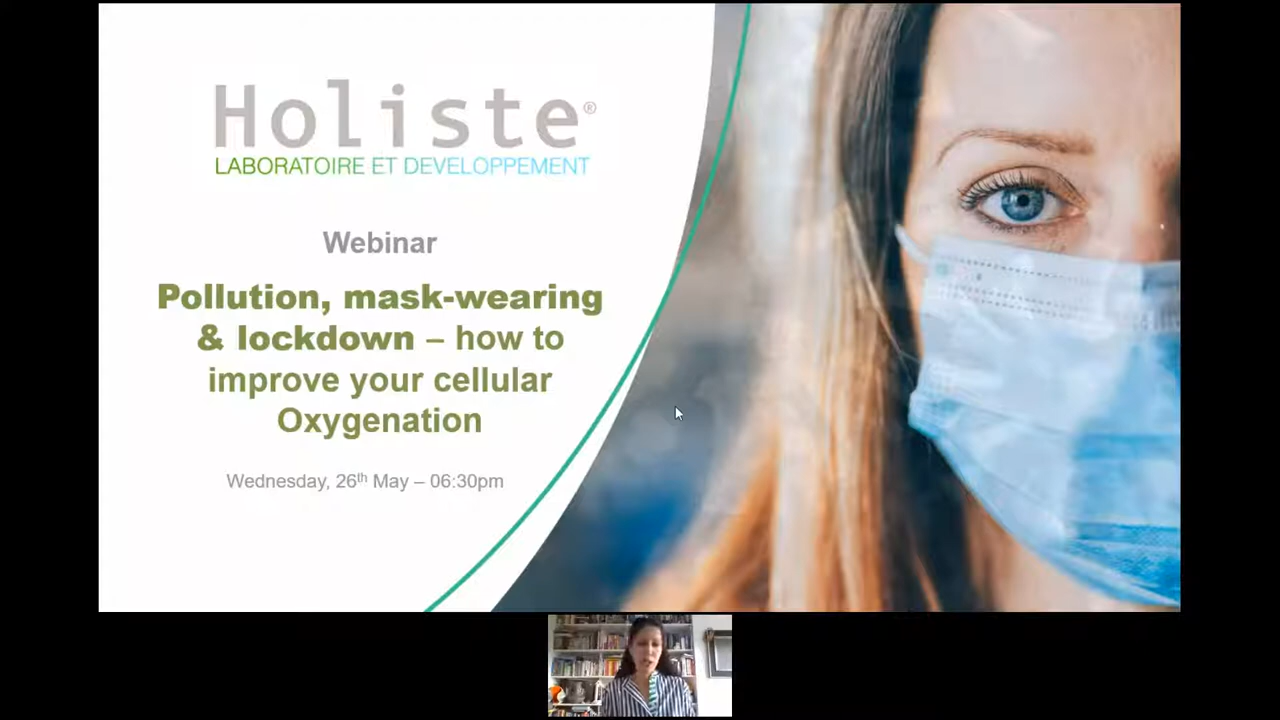 Holiste®
LABORATOIRE ET DEVELOPPEMENT
Webinar
Pollution, mask-wearing
& lockdown – how to
improve your cellular
Oxygenation
Wednesday, 26th May – 06:30pm